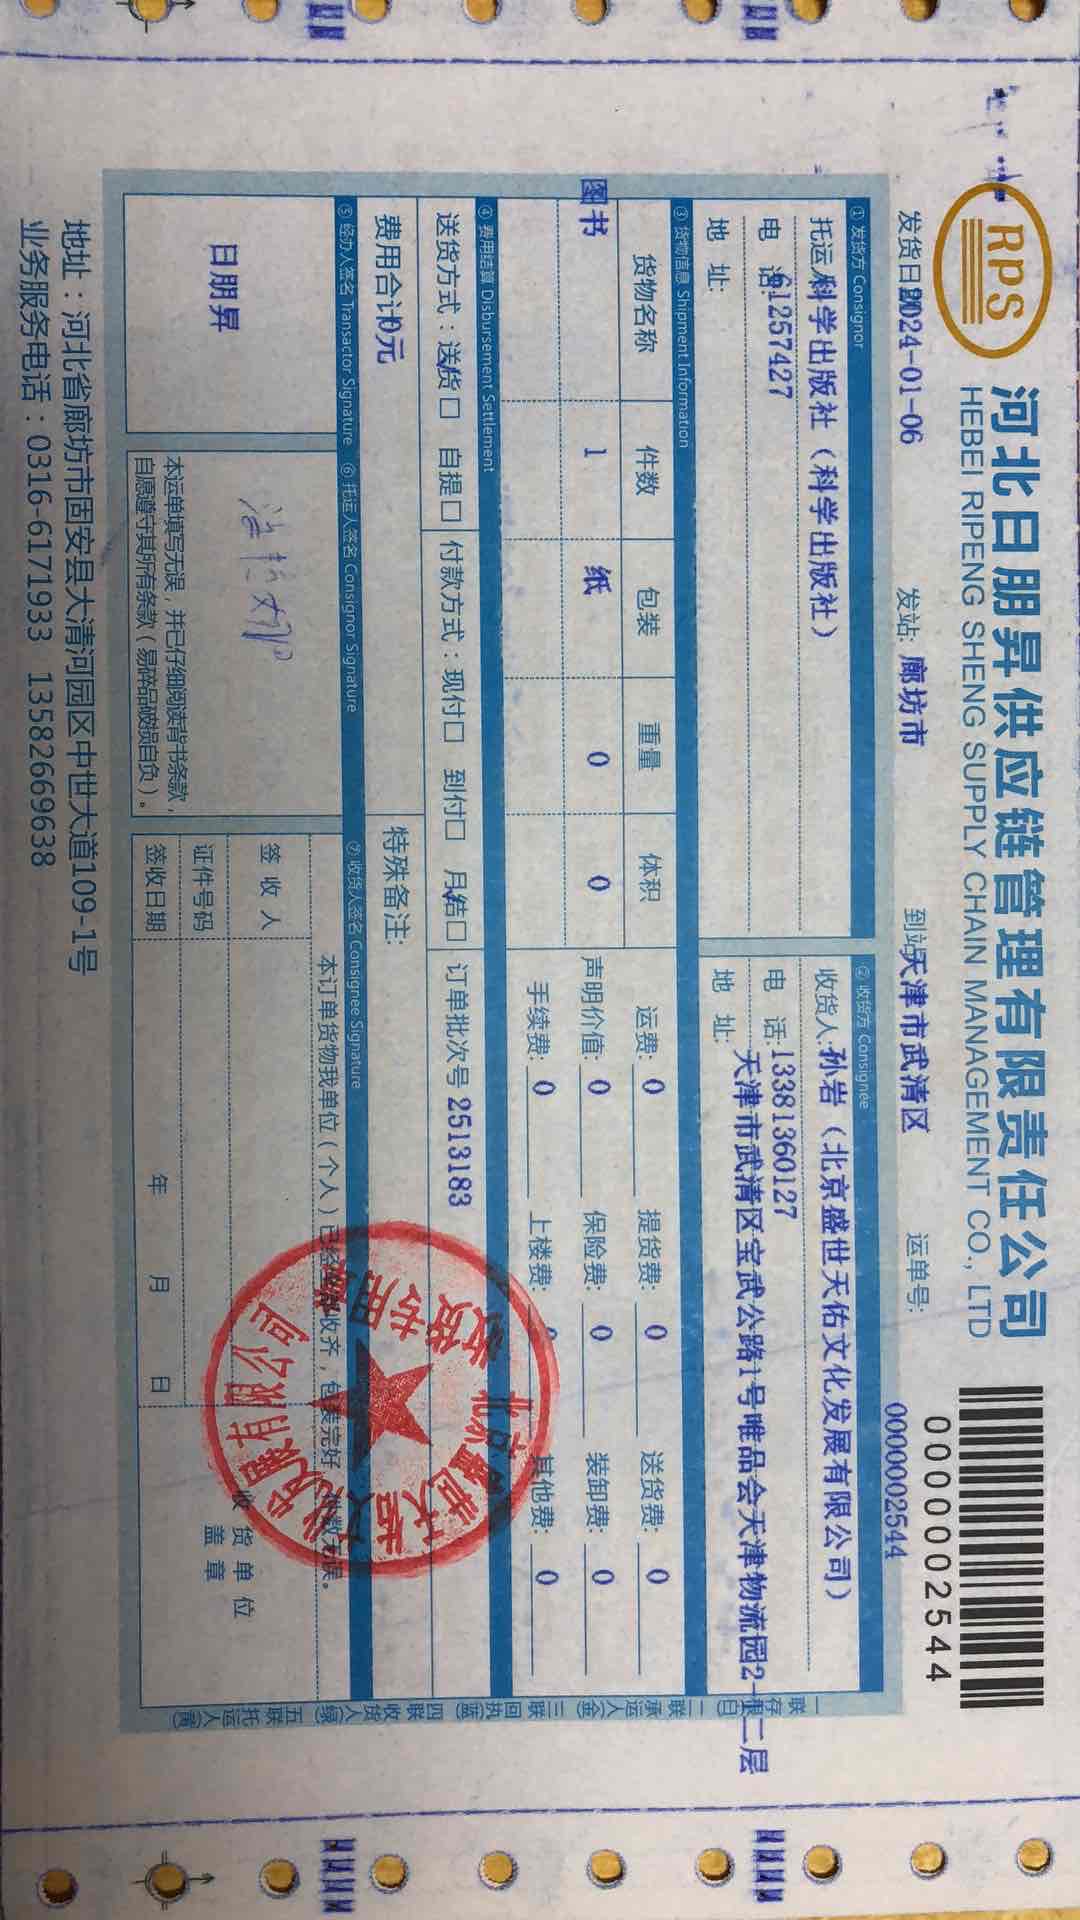 RPS
河北日朋昇供应链管理有限责任公司
HEBEI RIPENG SHENG SUPPLY CHAIN MANAGEMENT CO., LTD
0000002544
发货日期 2024-01-06 发站: 廊坊市 到站: 天津市武清区 运单号: 0000002544
① 发货方 Consignor
托运人: 科学出版社（科学出版社）
电 话: 61257427
地 址:
② 收货方 Consignee
收货人: 孙岩（北京盛世天佑文化发展有限公司）
电 话: 13381360127
地 址: 天津市武清区宝武公路1号唯品会天津物流园2-1二层
③ 货物信息 Shipment Information
货物名称 件数 包装 重量 体积
图书 1 纸 0 0
运费: 0 提货费: 0 送货费: 0
声明价值: 0 保险费: 0 装卸费: 0
手续费: 0 上楼费: 0 其他费: 0
④ 费用结算 Disbursement Settlement
送货方式：送货 自提 付款方式：现付 到付 月结 订单批次号 2513183
费用合计: 0元 特殊备注:
⑤ 经办人签名 Transactor Signature
日朋昇
⑥ 托运人签名 Consignor Signature
本运单填写无误，并已仔细阅读背书条款，
自愿遵守其所有条款（易碎品破损自负）。
⑦ 收货人签名 Consignee Signature
本订单货物我单位（个人）已经全部收齐，包装完好，件数无误。
签 收 人
证件号码
签收日期 年 月 日
收 货 单 位
盖 章
收货专用章
一联存(白) 二联承运人(金) 三联回执(蓝) 四联收货人(绿) 五联托运人(黄)
地址：河北省廊坊市固安县大清河园区中世大道109-1号
业务服务电话：0316-6171933 13582669638